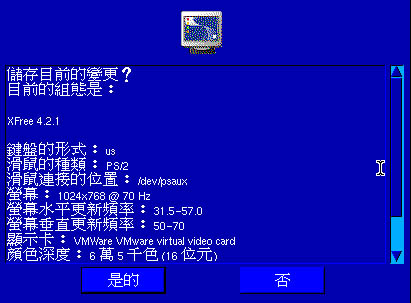 儲存目前的變更？
目前的組態是：
XFree 4.2.1
鍵盤的形式： us
滑鼠的種類： PS/2
滑鼠連接的位置： /dev/psaux
螢幕： 1024x768 @ 70 Hz
螢幕水平更新頻率： 31.5-57.0
螢幕垂直更新頻率： 50-70
顯示卡： VMWare VMware virtual video card
顏色深度： 6 萬 5 千色 (16 位元)
是的
否